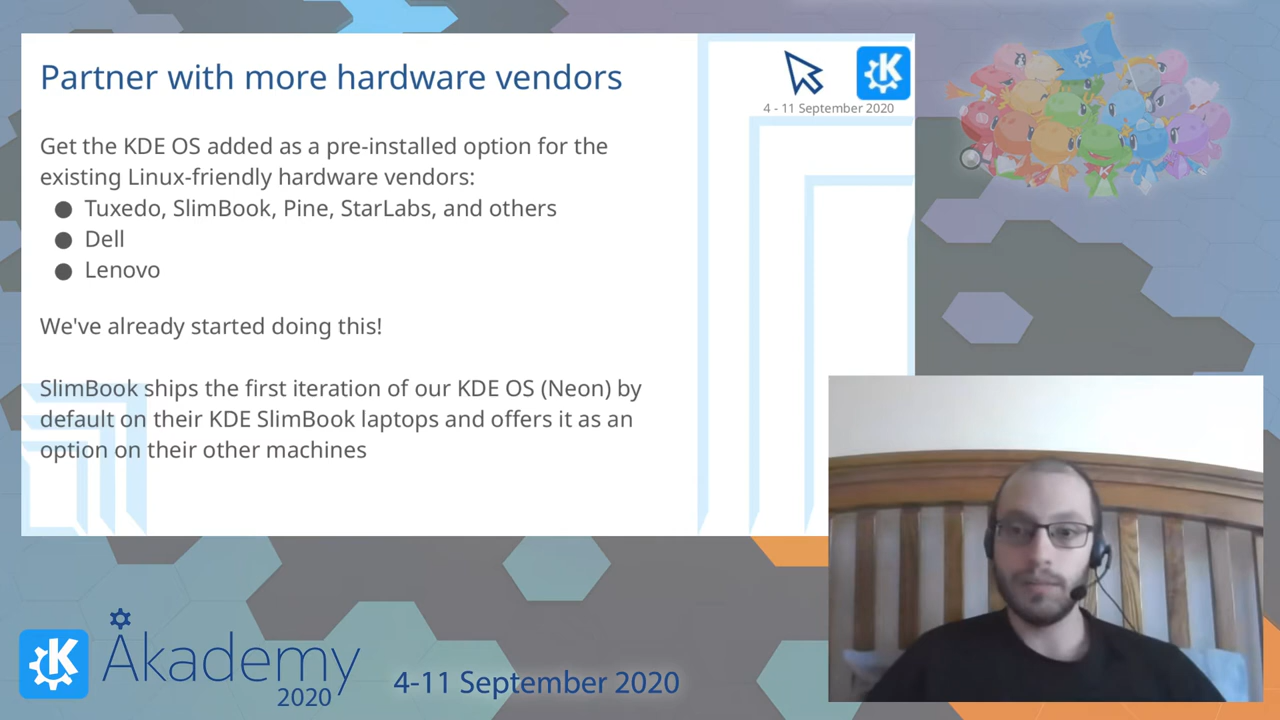 Partner with more hardware vendors
4 - 11 September 2020
Get the KDE OS added as a pre-installed option for the
existing Linux-friendly hardware vendors:
● Tuxedo, SlimBook, Pine, StarLabs, and others
● Dell
● Lenovo
We've already started doing this!
SlimBook ships the first iteration of our KDE OS (Neon) by
default on their KDE SlimBook laptops and offers it as an
option on their other machines
Akademy
2020
4-11 September 2020